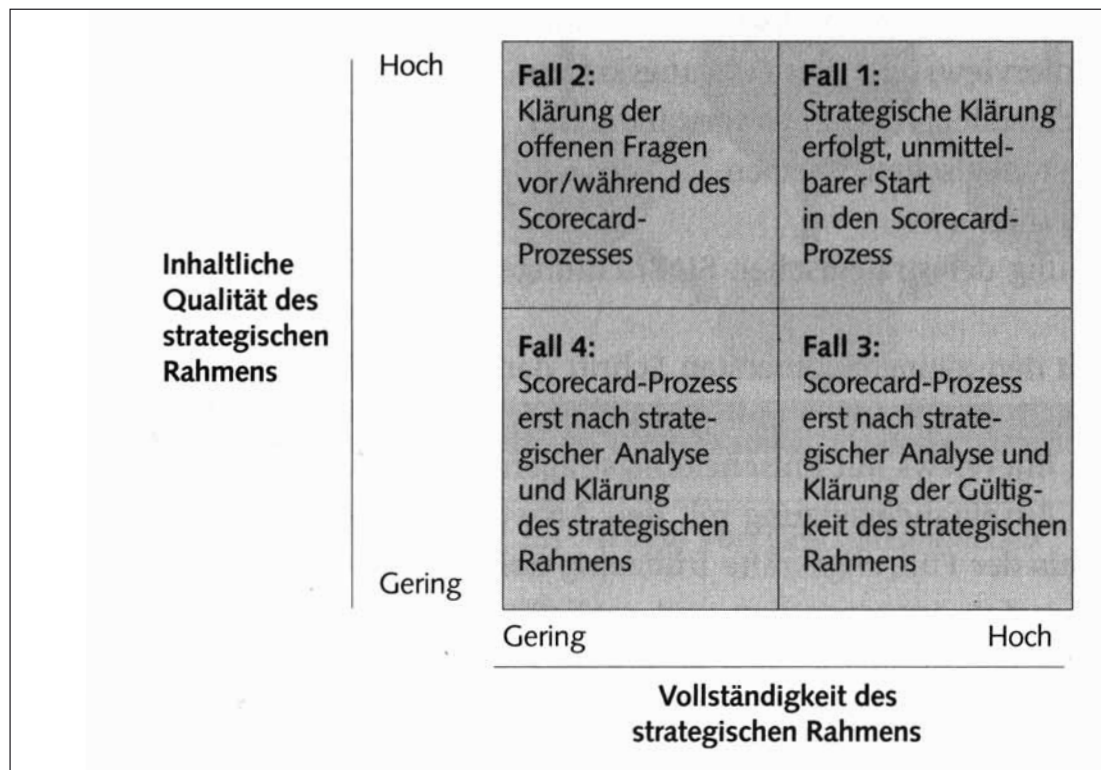 Hoch
Fall 2:
Klärung der
offenen Fragen
vor/während des
Scorecard-
Prozesses
Fall 1:
Strategische Klärung
erfolgt, unmittel-
barer Start
in den Scorecard-
Prozess
Inhaltliche
Qualität des
strategischen
Rahmens
Fall 4:
Scorecard-Prozess
erst nach strate-
gischer Analyse
und Klärung
des strategischen
Rahmens
Fall 3:
Scorecard-Prozess
erst nach strate-
gischer Analyse und
Klärung der Gültig-
keit des strategischen
Rahmens
Gering
Gering
Hoch
Vollständigkeit des
strategischen Rahmens